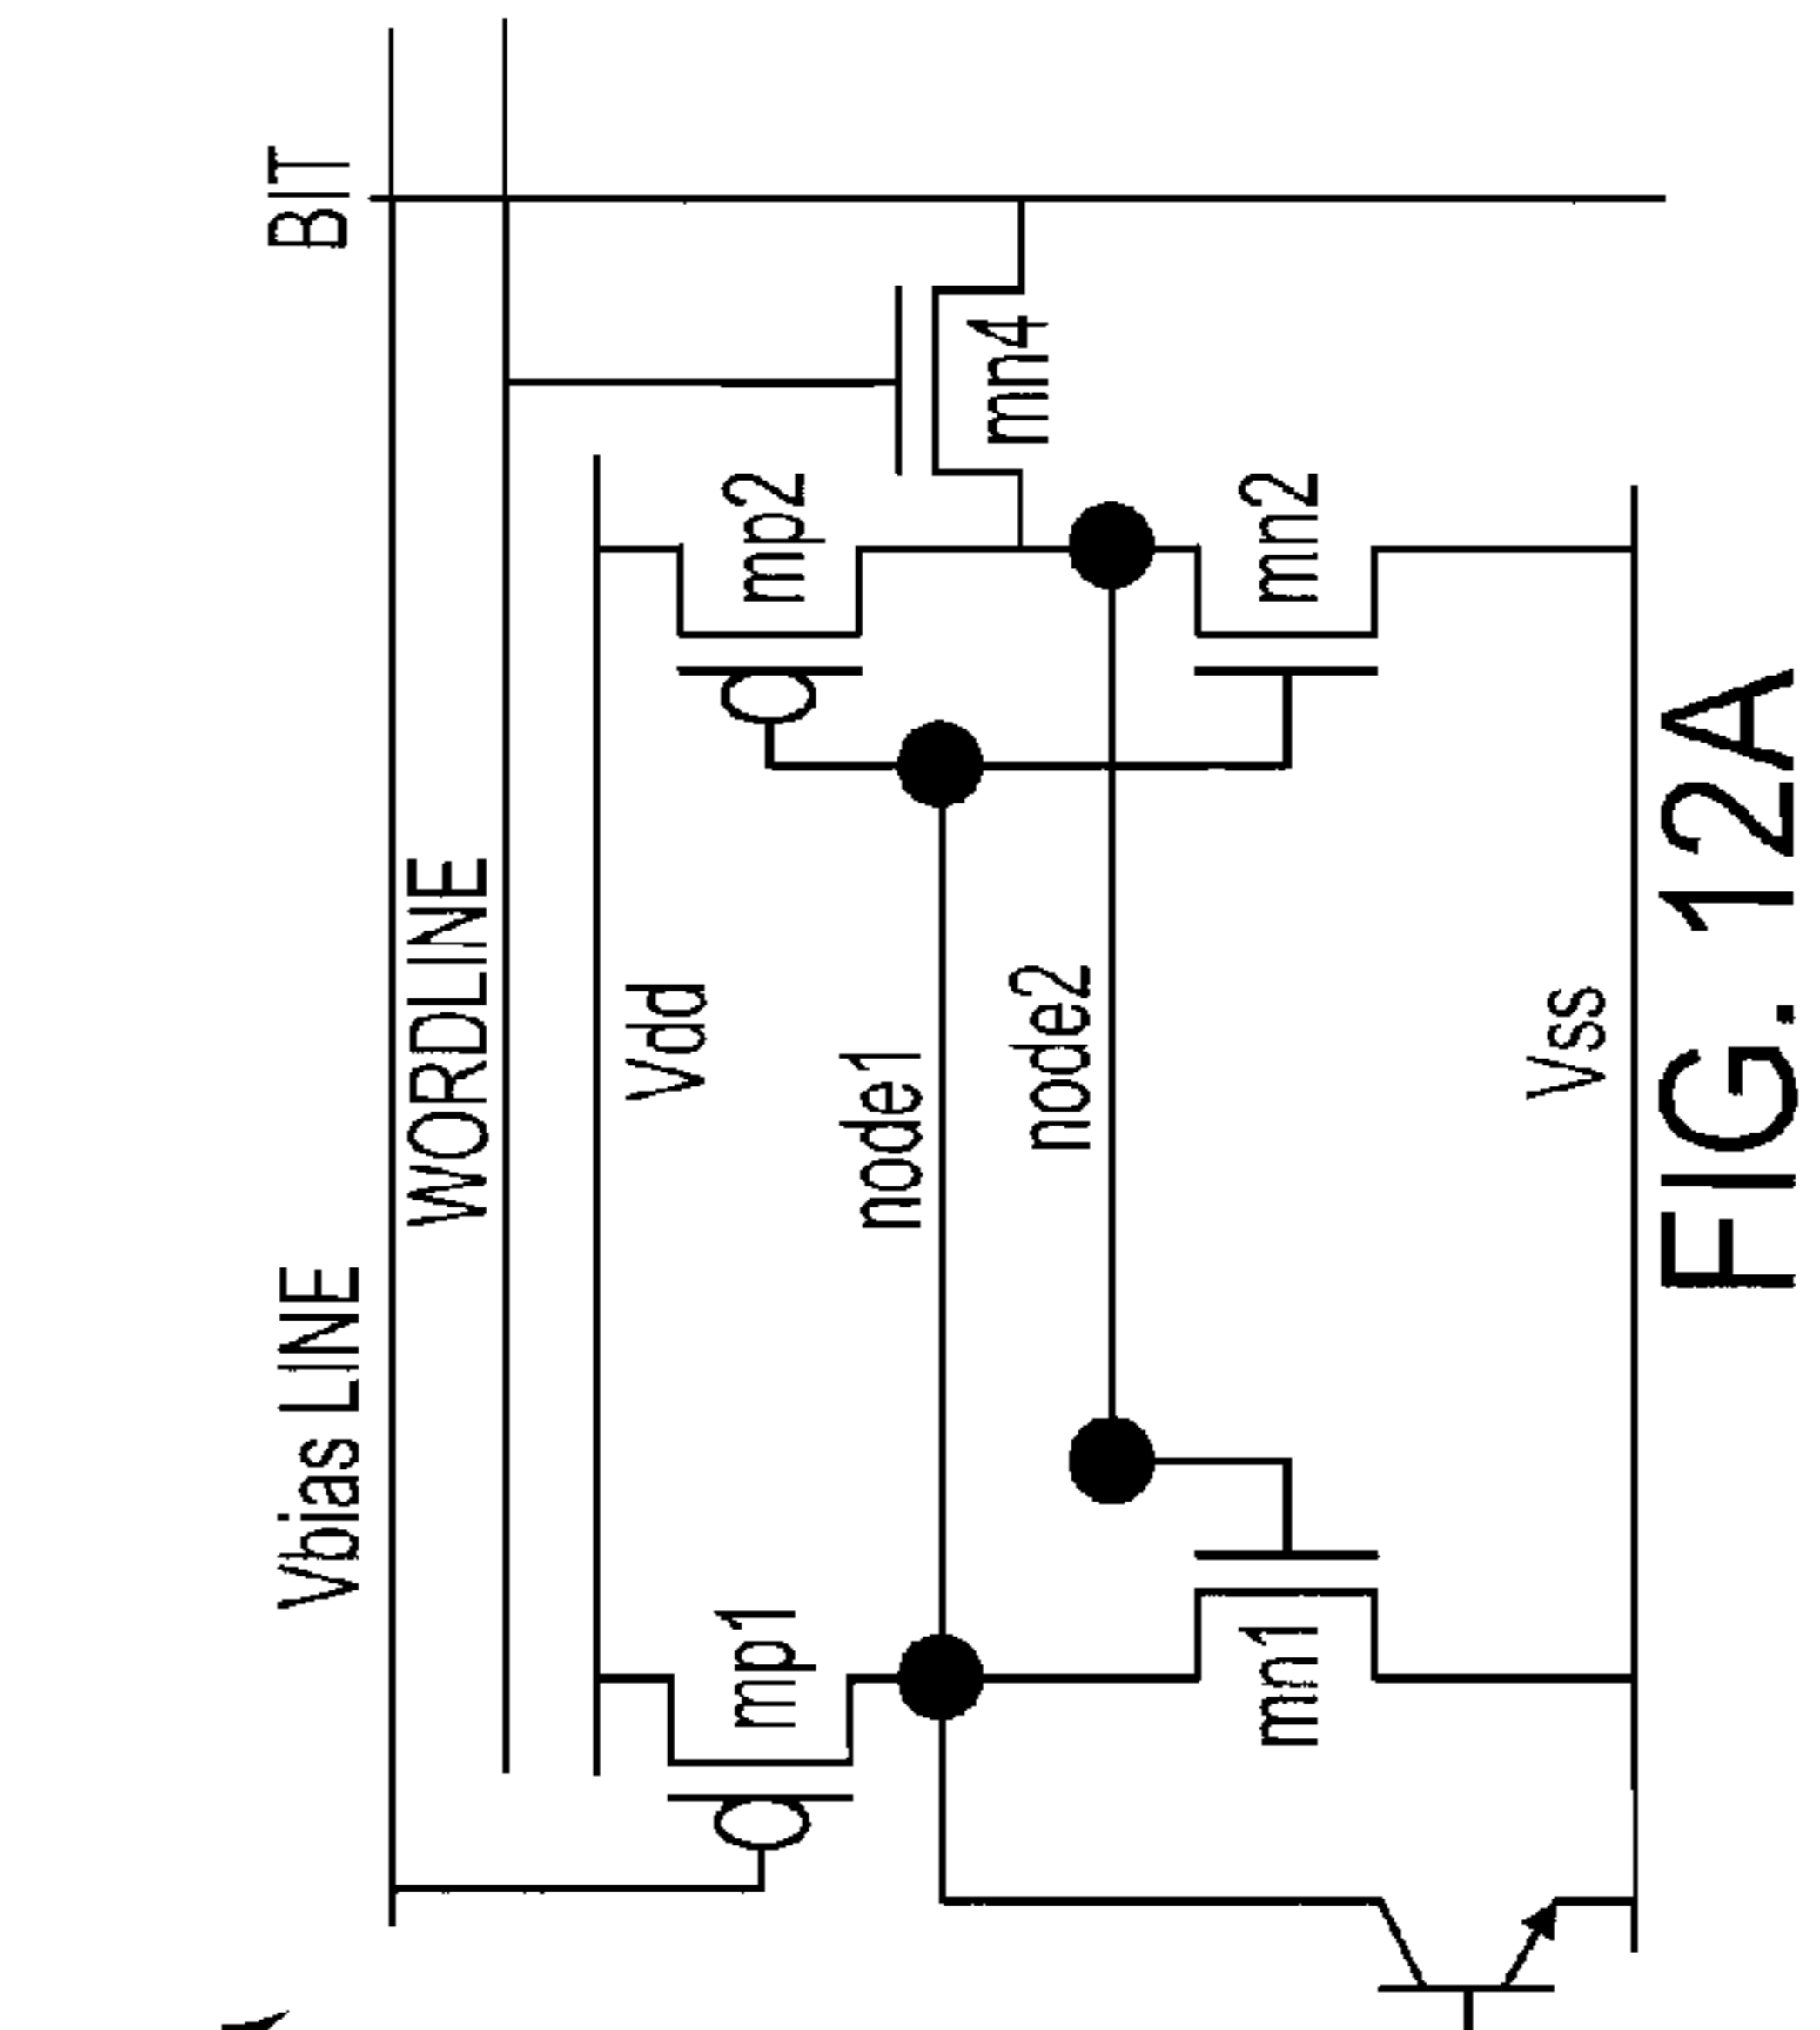 BIT
Vbias LINE
WORDLINE
Vdd
mp1
mp2
mn4
node1
node2
mn1
mn2
Vss
FIG. 12A